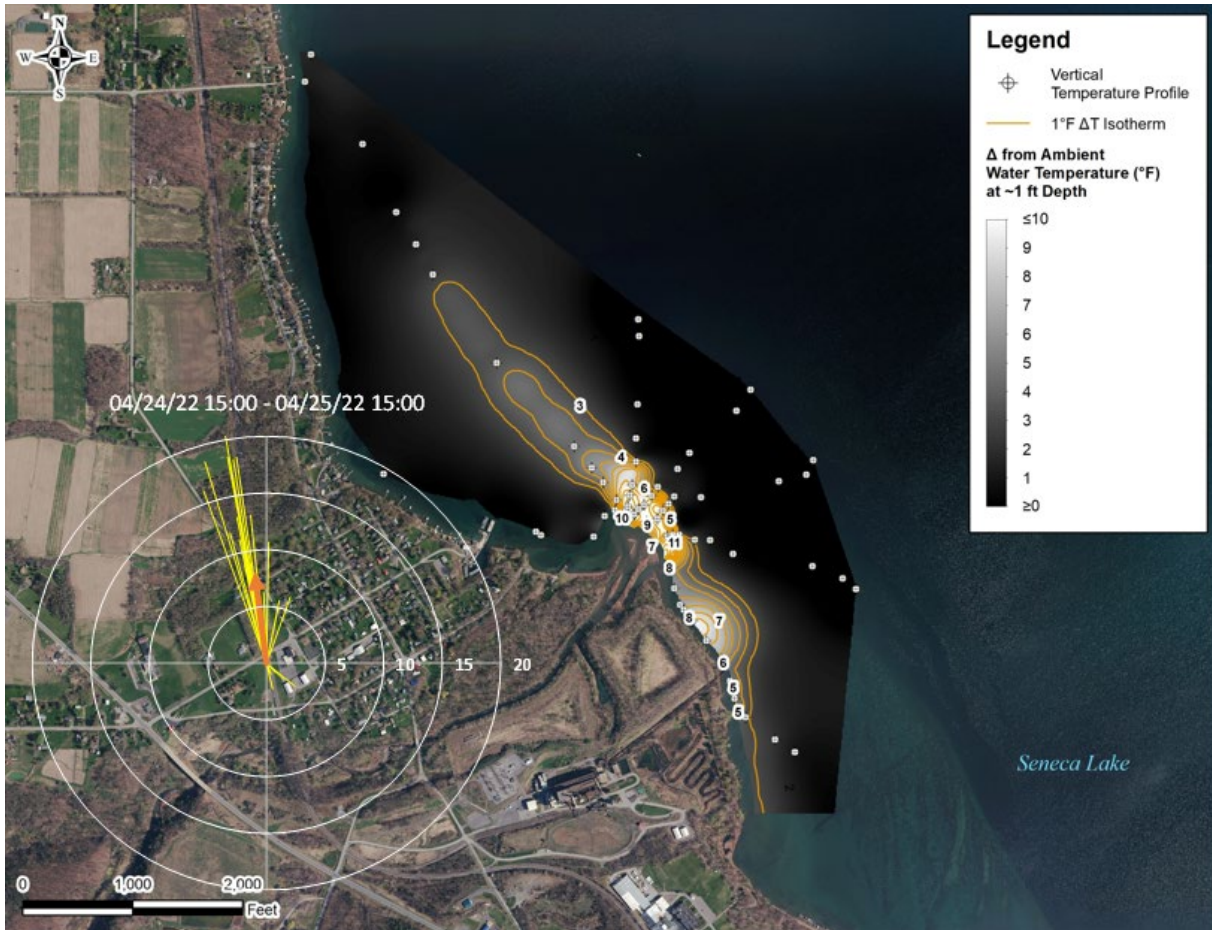 N
W E
S
Legend
Vertical
Temperature Profile
1°F ΔT Isotherm
Δ from Ambient
Water Temperature (°F)
at ~1 ft Depth
≤10
9
8
7
6
5
4
3
2
1
≥0
04/24/22 15:00 - 04/25/22 15:00
3
4
6
10
9
5
7
11
8
8
7
6
5
5
5 10 15 20
Seneca Lake
0 1,000 2,000
Feet